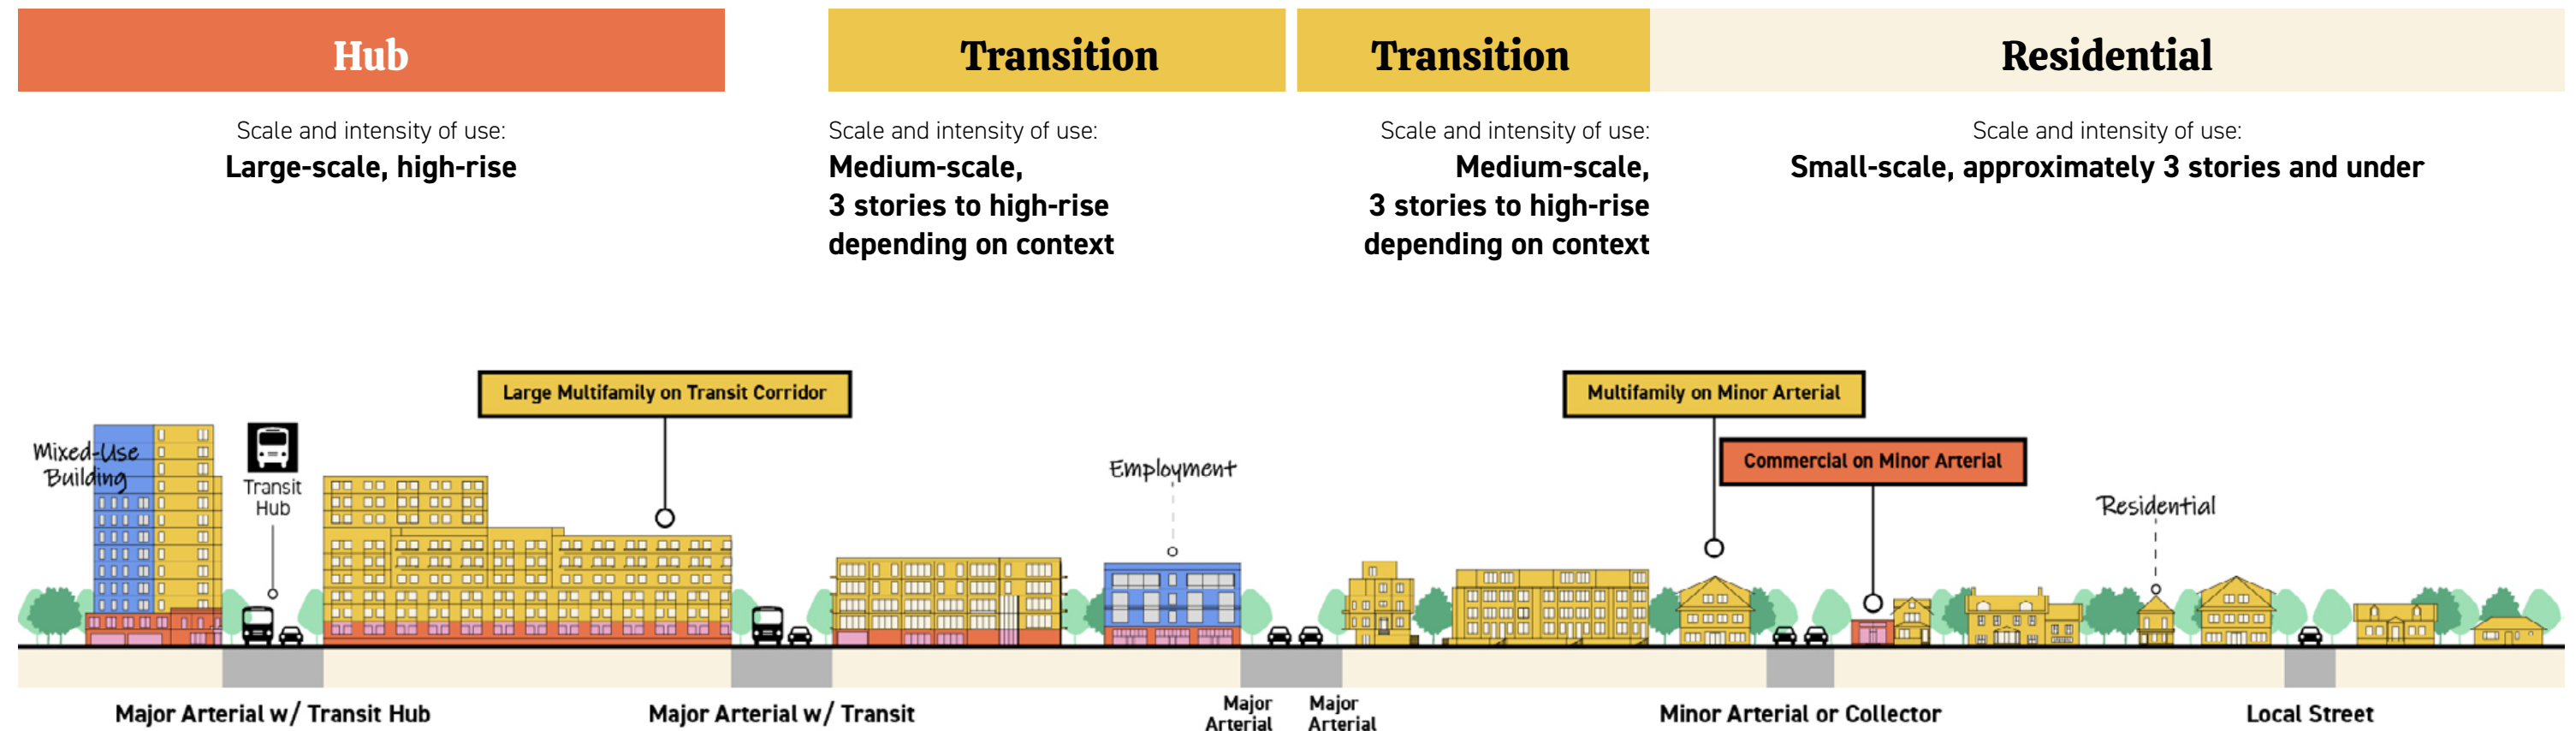 Hub
Transition
Transition
Residential
Scale and intensity of use:
Large-scale, high-rise
Scale and intensity of use:
Medium-scale,
3 stories to high-rise
depending on context
Scale and intensity of use:
Medium-scale,
3 stories to high-rise
depending on context
Scale and intensity of use:
Small-scale, approximately 3 stories and under
Large Multifamily on Transit Corridor
Multifamily on Minor Arterial
Commercial on Minor Arterial
Mixed-Use
Building
Transit
Hub
Employment
Residential
Major Arterial w/ Transit Hub
Major Arterial w/ Transit
Major
Arterial
Major
Arterial
Minor Arterial or Collector
Local Street